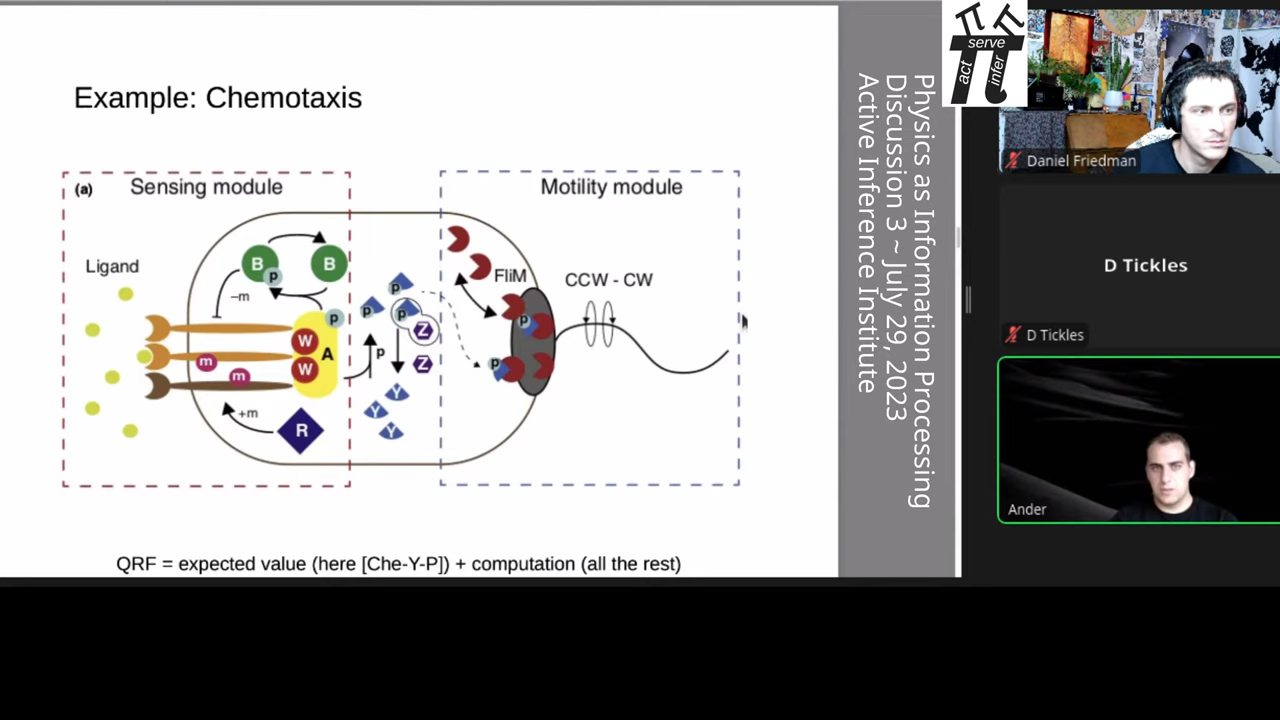 Example: Chemotaxis
(a)
Sensing module
Motility module
Ligand
B
p
B
–m
p
W
A
W
m
m
+m
R
p
p
p
p
Z
Z
Y
Y
Y
FliM
p
p
CCW - CW
QRF = expected value (here [Che-Y-P]) + computation (all the rest)
Physics as Information Processing
Discussion 3 ~ July 29, 2023
Active Inference Institute
serve
act
infer
Daniel Friedman
D Tickles
D Tickles
Ander